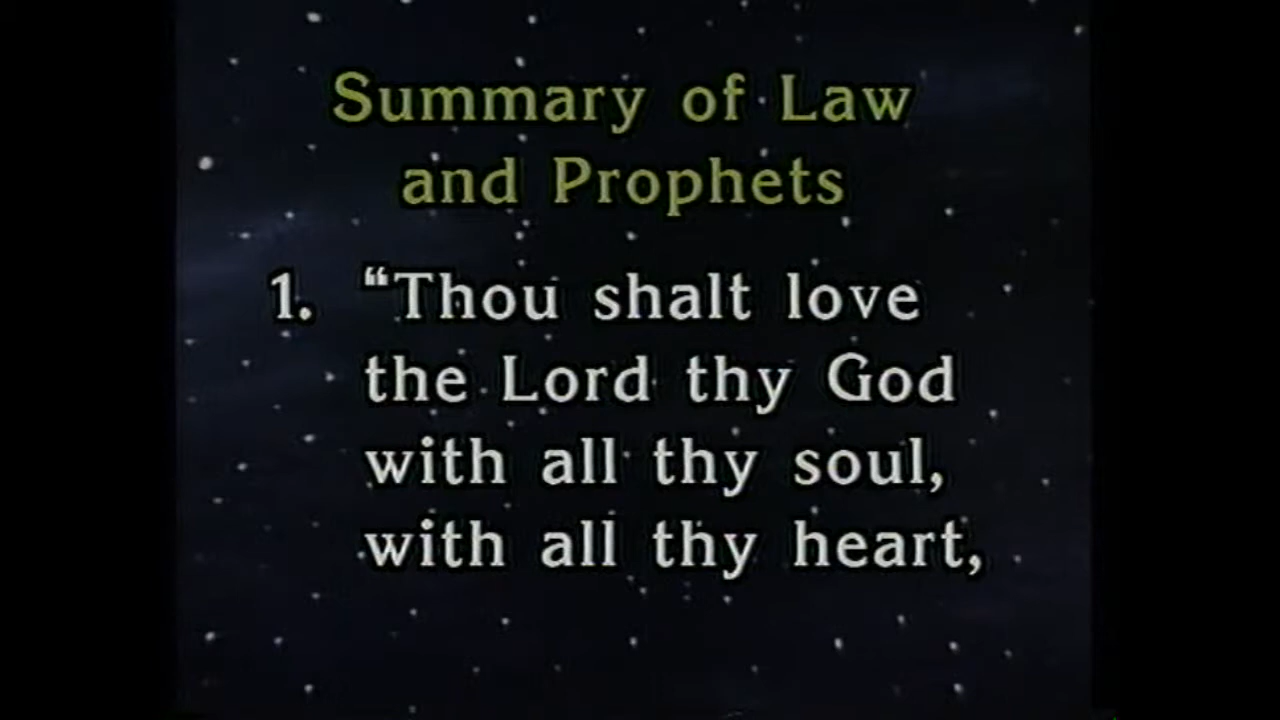 Summary of Law
and Prophets
1. “Thou shalt love
the Lord thy God
with all thy soul,
with all thy heart,